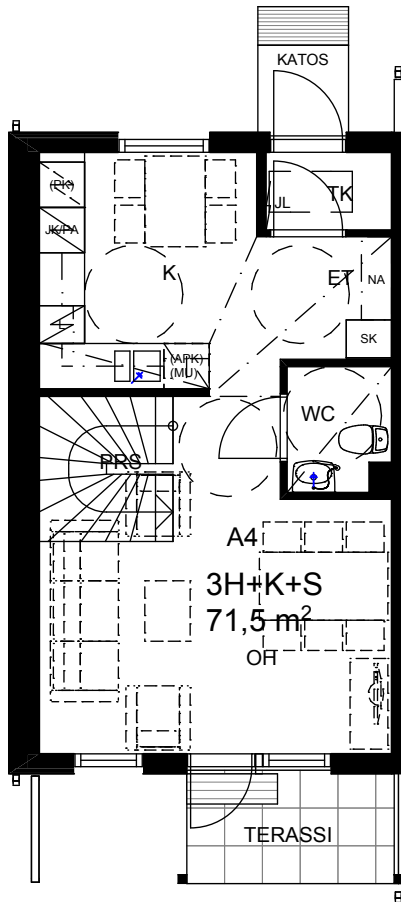 KATOS
(PK)
JL
TK
JK/PA
K
ET
NA
SK
(APK)
(MU)
WC
PRS
A4
3H+K+S
71,5 m²
OH
TERASSI